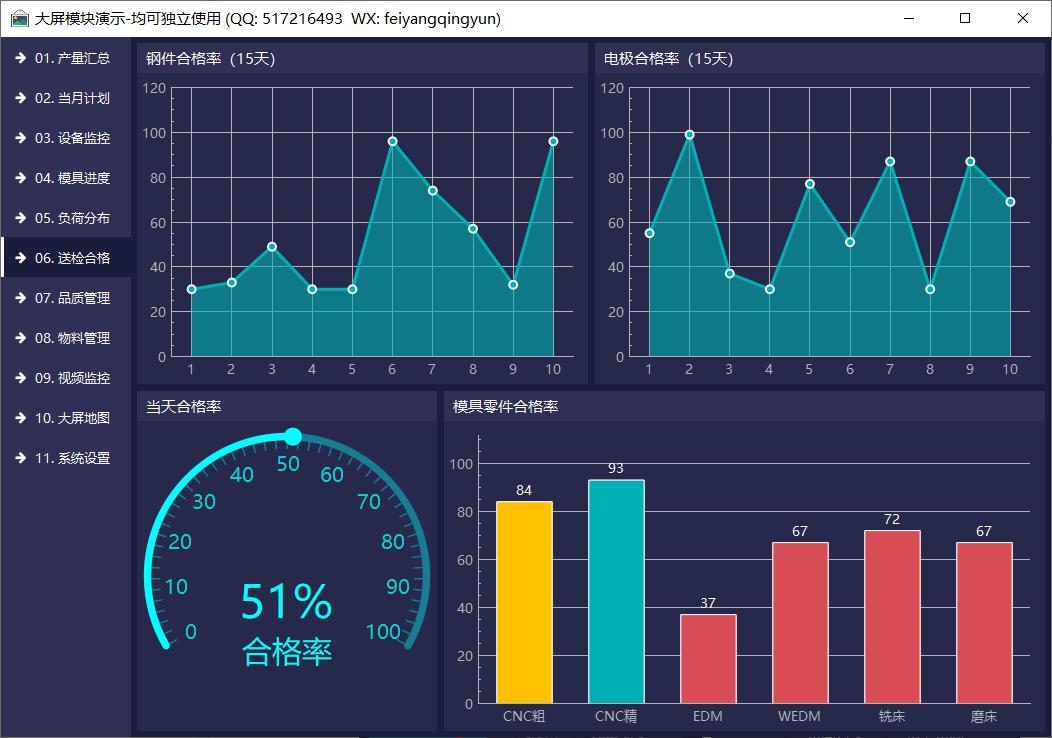 大屏模块演示-均可独立使用 (QQ: 517216493 WX: feiyangqingyun)
01. 产量汇总
02. 当月计划
03. 设备监控
04. 模具进度
05. 负荷分布
06. 送检合格
07. 品质管理
08. 物料管理
09. 视频监控
10. 大屏地图
11. 系统设置
钢件合格率（15天）
120
100
80
60
40
20
0
1 2 3 4 5 6 7 8 9 10
电极合格率（15天）
120
100
80
60
40
20
0
1 2 3 4 5 6 7 8 9 10
当天合格率
0
10
20
30
40
50
60
70
80
90
100
51%
合格率
模具零件合格率
100
80
60
40
20
0
84 93 37 67 72 67
CNC粗 CNC精 EDM WEDM 铣床 磨床